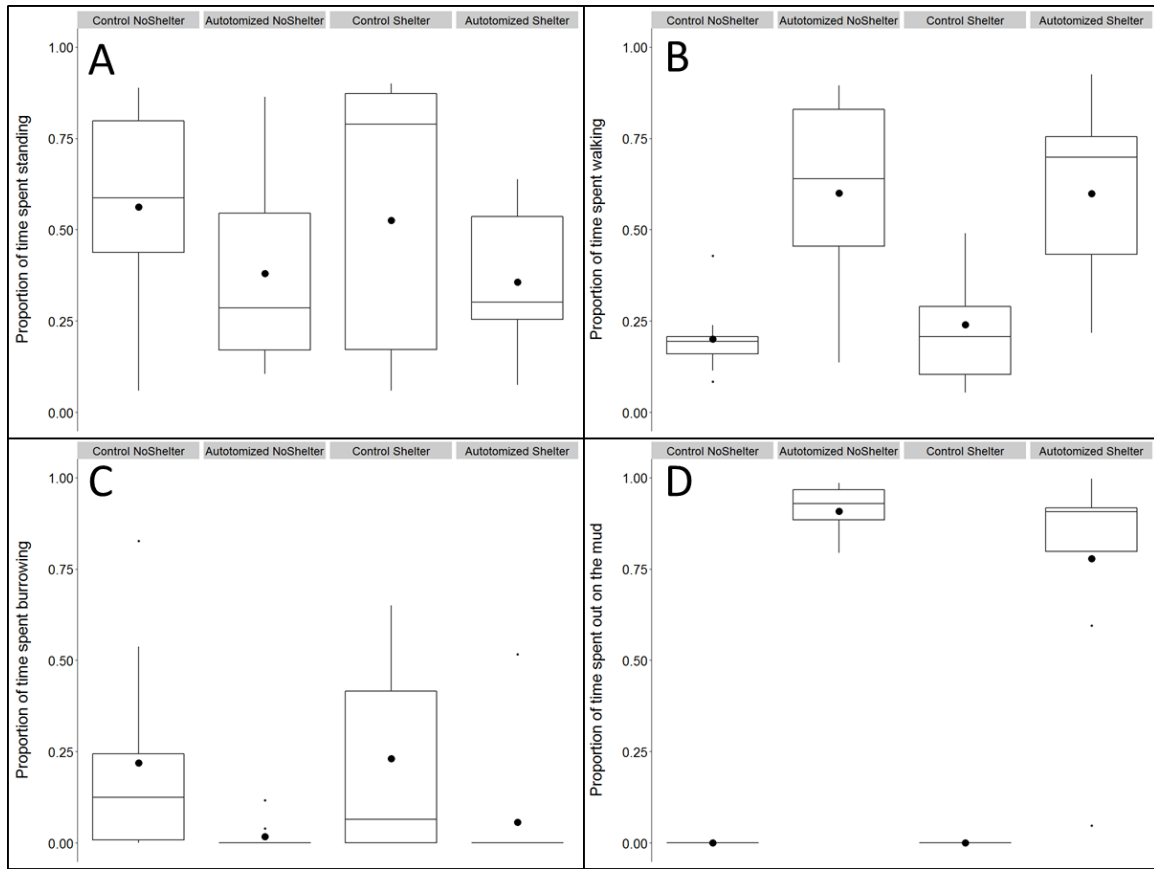 Control NoShelter Autotomized NoShelter Control Shelter Autotomized Shelter
A
1.00
0.75
0.50
0.25
0.00
Proportion of time spent standing
Control NoShelter Autotomized NoShelter Control Shelter Autotomized Shelter
B
1.00
0.75
0.50
0.25
0.00
Proportion of time spent walking
Control NoShelter Autotomized NoShelter Control Shelter Autotomized Shelter
C
1.00
0.75
0.50
0.25
0.00
Proportion of time spent burrowing
Control NoShelter Autotomized NoShelter Control Shelter Autotomized Shelter
D
1.00
0.75
0.50
0.25
0.00
Proportion of time spent out on the mud